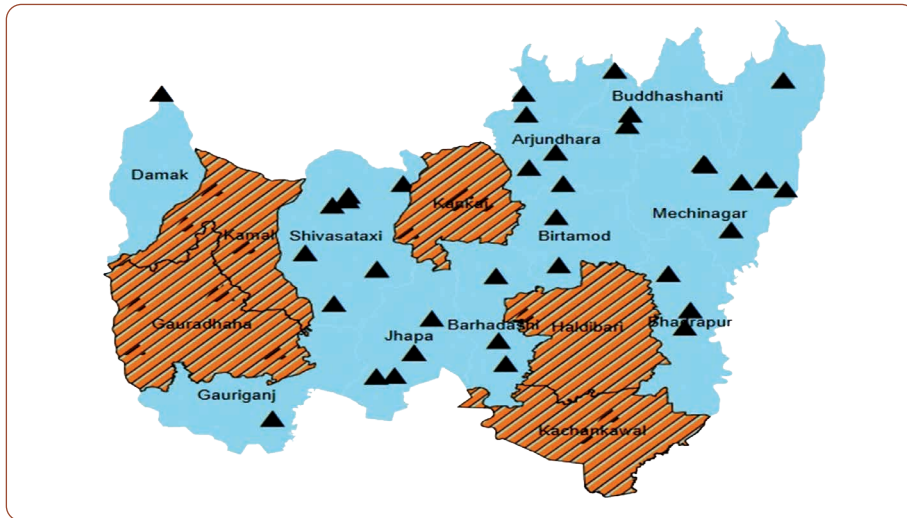 Buddhashanti
Arjundhara
Damak
Kankai
Mechinagar
Kamal
Shivasataxi
Birtamod
Gauradhaha
Jhapa
Barhadashi
Haldibari
Bhadrapur
Gauriganj
Kachankawal